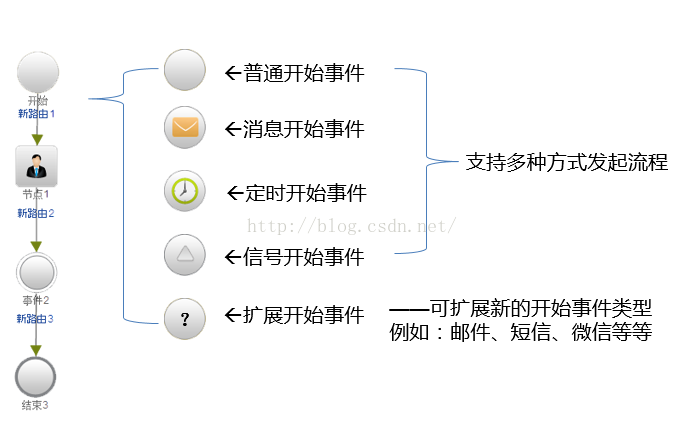 开始
新路由1
节点1
新路由2
事件2
新路由3
结束3
←普通开始事件
←消息开始事件
←定时开始事件
←信号开始事件
?
←扩展开始事件
支持多种方式发起流程
——可扩展新的开始事件类型
例如：邮件、短信、微信等等
http://blog.csdn.net/